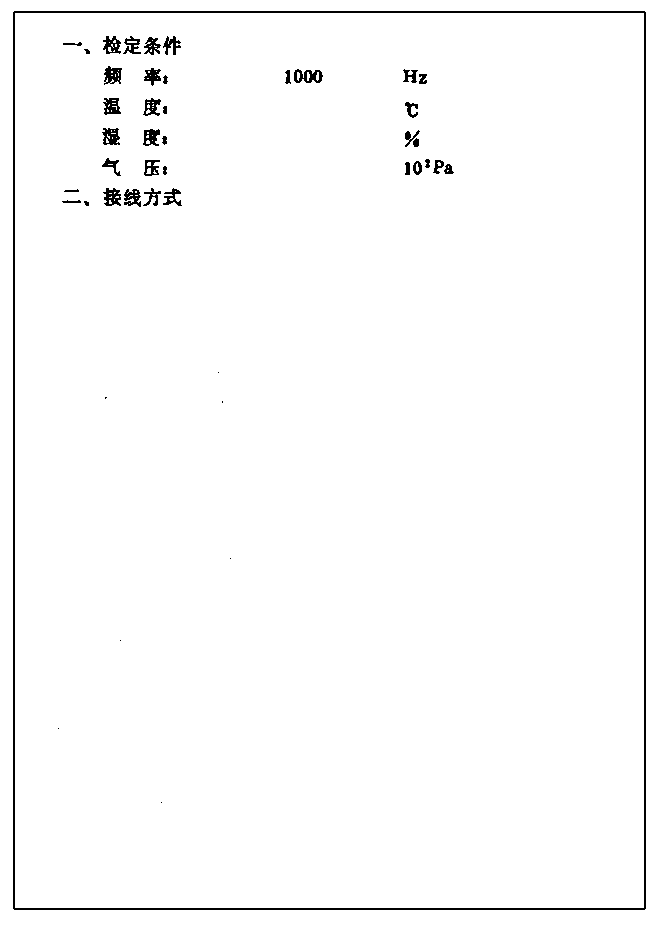 一、检定条件
频 率： 1000 Hz
温 度： ℃
湿 度： %
气 压： 10²Pa
二、接线方式